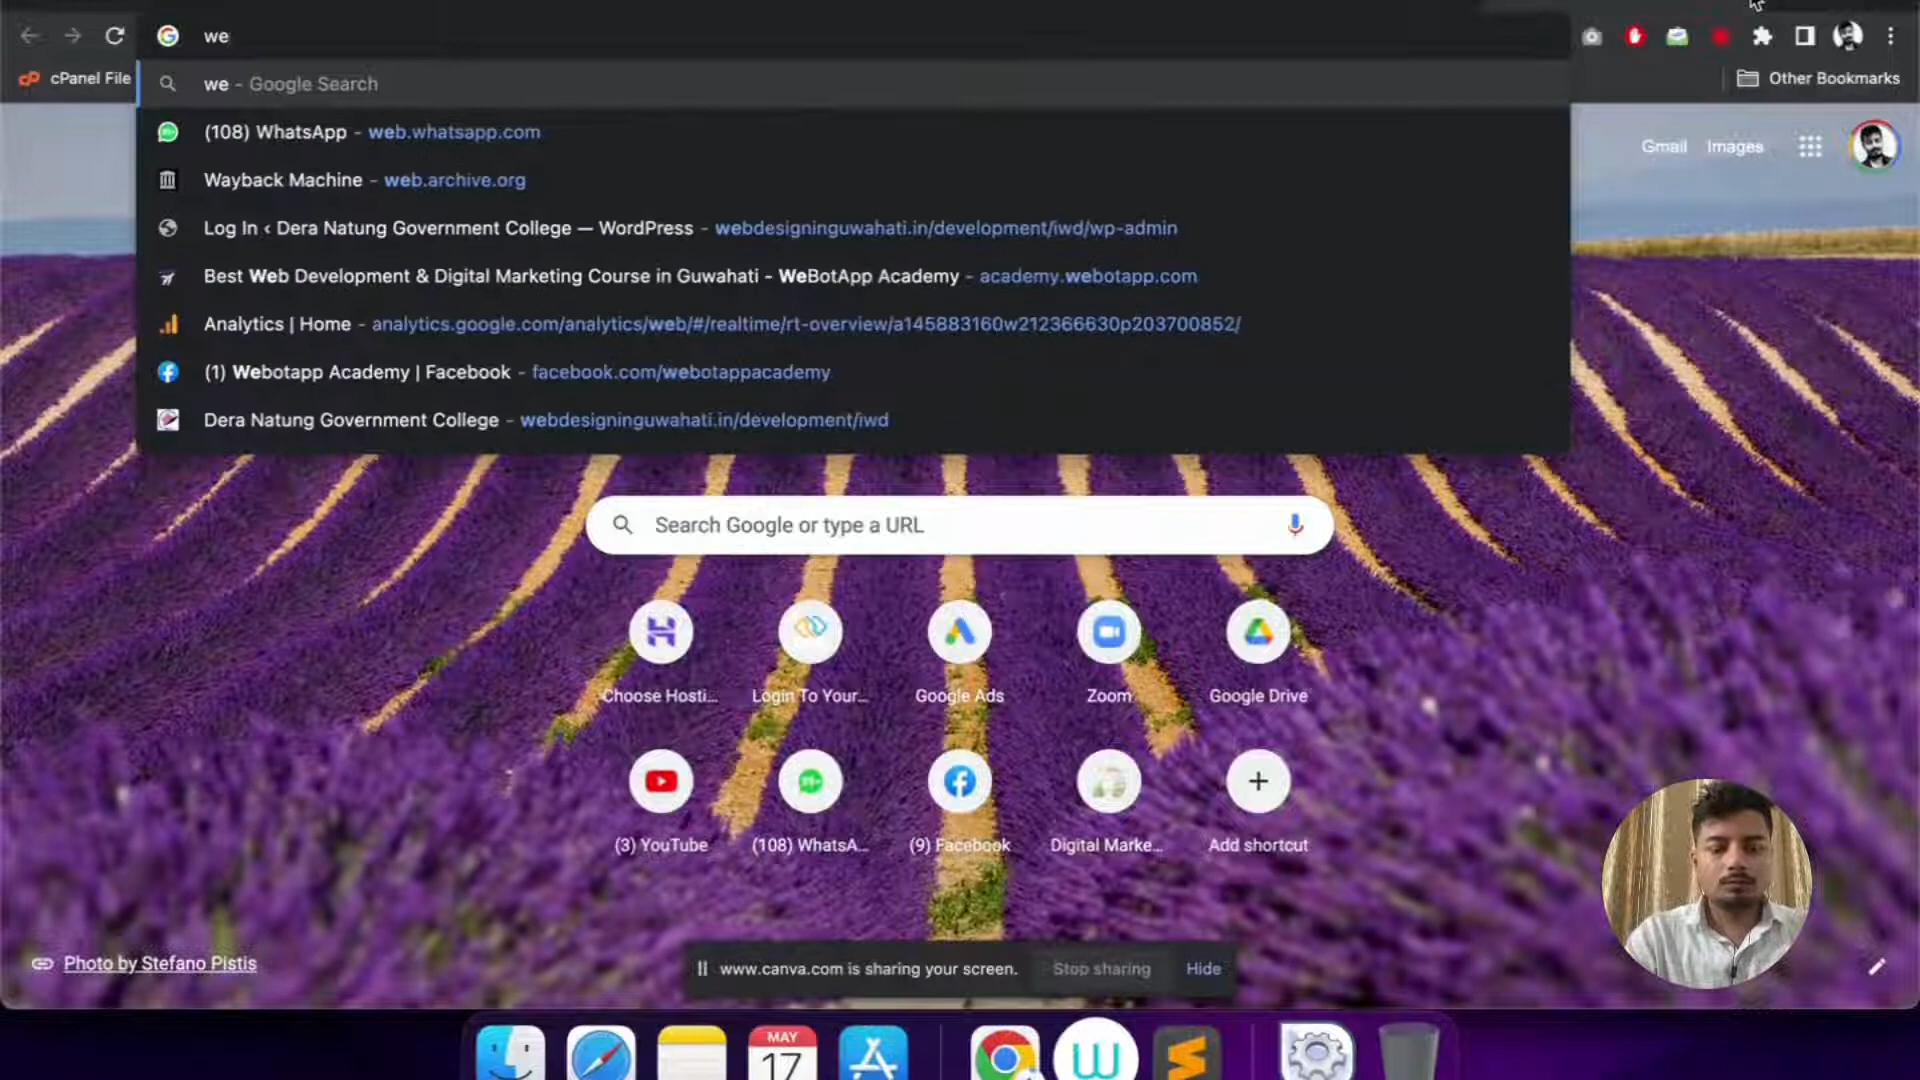 we
cPanel File
we - Google Search
Other Bookmarks
(108) WhatsApp - web.whatsapp.com
Gmail Images
Wayback Machine - web.archive.org
Log In ‹ Dera Natung Government College — WordPress - webdesigninguwahati.in/development/iwd/wp-admin
Best Web Development & Digital Marketing Course in Guwahati - WeBotApp Academy - academy.webotapp.com
Analytics | Home - analytics.google.com/analytics/web/#/realtime/rt-overview/a145883160w212366630p203700852/
(1) Webotapp Academy | Facebook - facebook.com/webotappacademy
Dera Natung Government College - webdesigninguwahati.in/development/iwd
Search Google or type a URL
Choose Hosti... Login To Your... Google Ads Zoom Google Drive
(3) YouTube (108) WhatsA... (9) Facebook Digital Marke... Add shortcut
Photo by Stefano Pistis
www.canva.com is sharing your screen. Stop sharing Hide
MAY
17